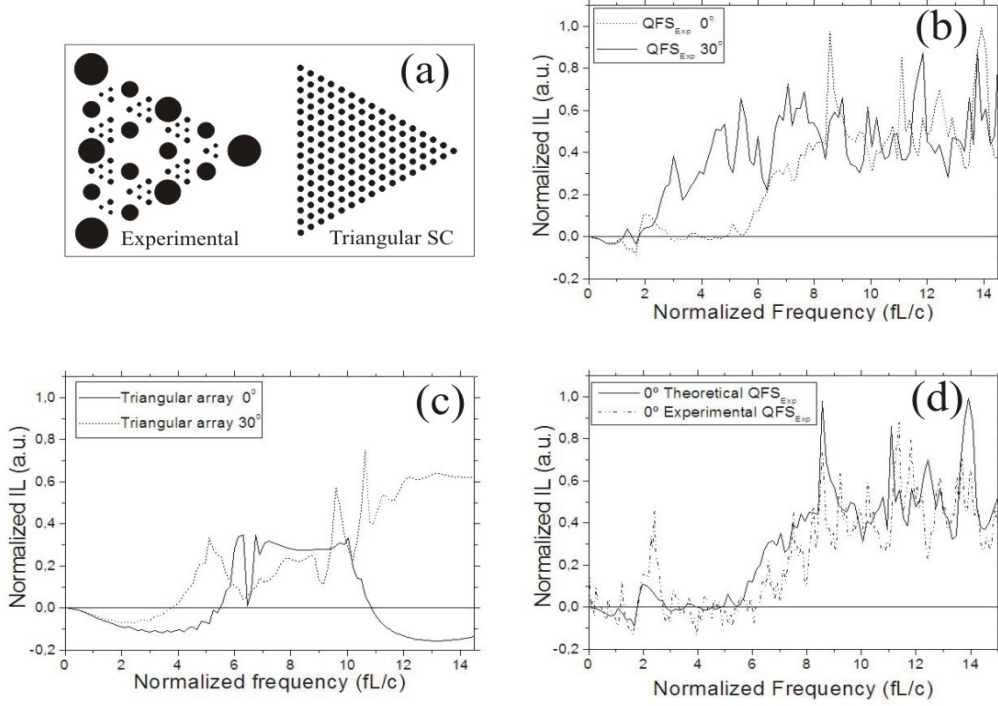 (a)
Experimental
Triangular SC
(b)
QFS_Exp 0°
QFS_Exp 30°
Normalized IL (a.u.)
1.0
0.8
0.6
0.4
0.2
0.0
-0.2
0 2 4 6 8 10 12 14
Normalized Frequency (fL/c)
(c)
Triangular array 0°
Triangular array 30°
Normalized IL (a.u.)
1.0
0.8
0.6
0.4
0.2
0.0
-0.2
0 2 4 6 8 10 12 14
Normalized frequency (fL/c)
(d)
0º Theoretical QFS_Exp
0º Experimental QFS_Exp
Normalized IL (a.u.)
1.0
0.8
0.6
0.4
0.2
0.0
-0.2
0 2 4 6 8 10 12 14
Normalized Frequency (fL/c)